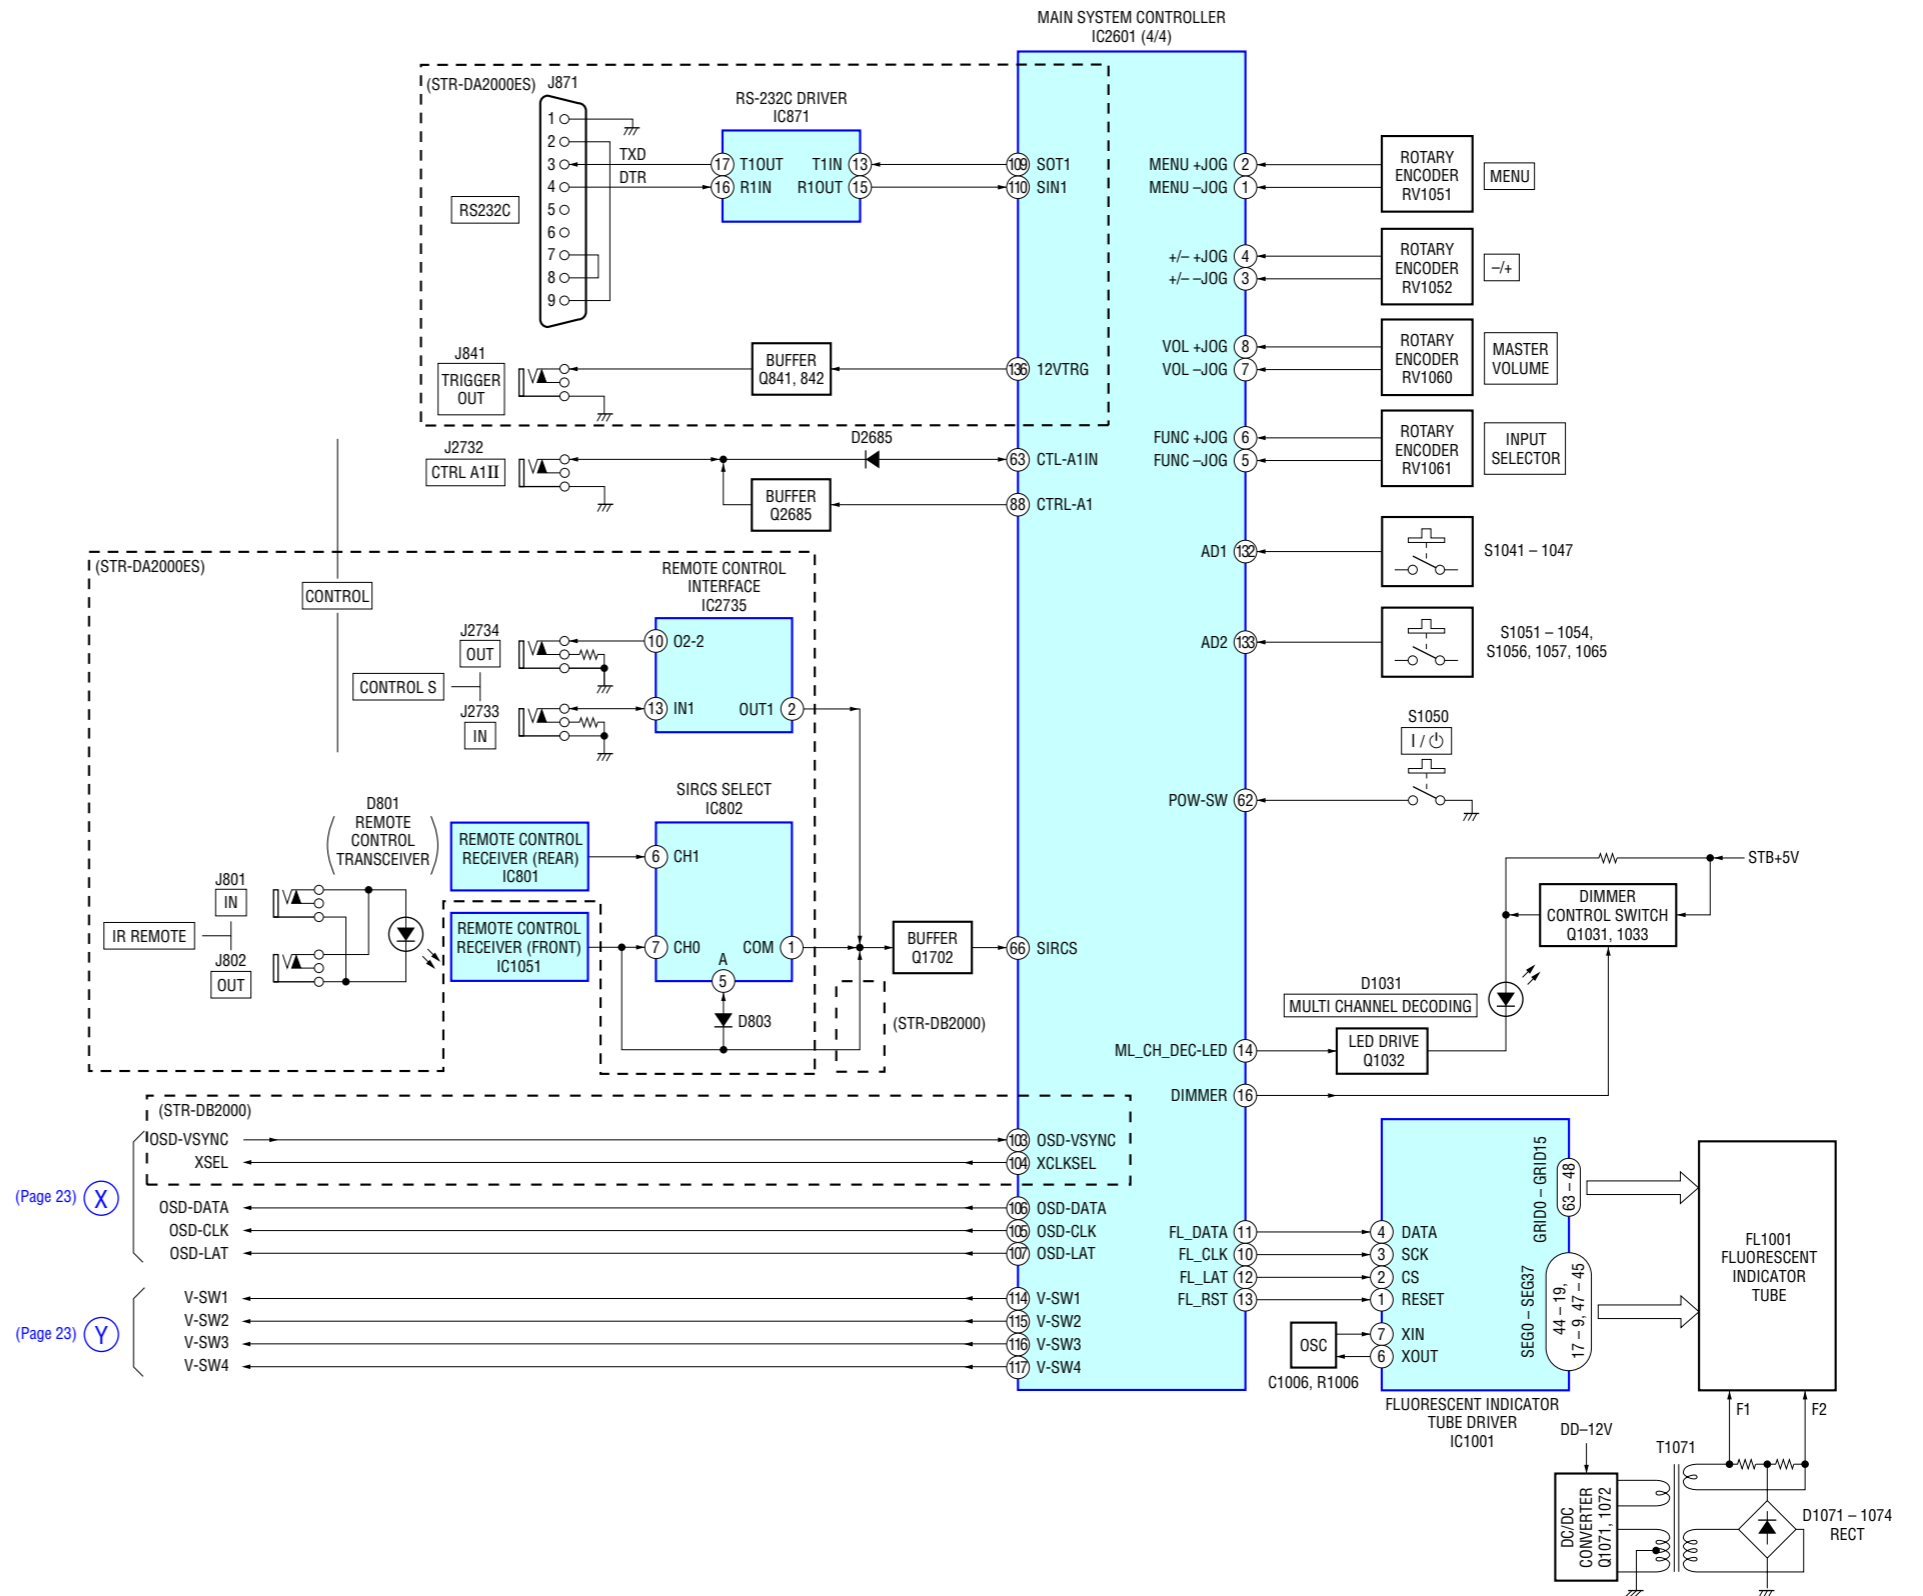 MAIN SYSTEM CONTROLLER
IC2601 (4/4)
(STR-DA2000ES)
J871
1
2
3
4
5
6
7
8
9
RS232C
TXD
DTR
RS-232C DRIVER
IC871
17 T1OUT
16 R1IN
T1IN 13
R1OUT 15
109 SOT1
110 SIN1
J841
TRIGGER
OUT
BUFFER
Q841, 842
136 12VTRG
J2732
CTRL A1II
D2685
BUFFER
Q2685
63 CTL-A1IN
88 CTRL-A1
(STR-DA2000ES)
CONTROL
REMOTE CONTROL
INTERFACE
IC2735
J2734
OUT
10 O2-2
CONTROL S
J2733
IN
13 IN1
OUT1 2
SIRCS SELECT
IC802
D801
REMOTE
CONTROL
TRANSCEIVER
REMOTE CONTROL
RECEIVER (REAR)
IC801
6 CH1
J801
IN
IR REMOTE
J802
OUT
REMOTE CONTROL
RECEIVER (FRONT)
IC1051
7 CH0
COM 1
A
5
D803
BUFFER
Q1702
66 SIRCS
(STR-DB2000)
(STR-DB2000)
OSD-VSYNC
103 OSD-VSYNC
XSEL
104 XCLKSEL
(Page 23) X
OSD-DATA
106 OSD-DATA
OSD-CLK
105 OSD-CLK
OSD-LAT
107 OSD-LAT
(Page 23) Y
V-SW1
114 V-SW1
V-SW2
115 V-SW2
V-SW3
116 V-SW3
V-SW4
117 V-SW4
MENU +JOG 2
MENU –JOG 1
ROTARY
ENCODER
RV1051
MENU
+/– +JOG 4
+/– –JOG 3
ROTARY
ENCODER
RV1052
–/+
VOL +JOG 8
VOL –JOG 7
ROTARY
ENCODER
RV1060
MASTER
VOLUME
FUNC +JOG 6
FUNC –JOG 5
ROTARY
ENCODER
RV1061
INPUT
SELECTOR
AD1 132
S1041 – 1047
AD2 133
S1051 – 1054,
S1056, 1057, 1065
S1050
I / ⏻
POW-SW 62
STB+5V
DIMMER
CONTROL SWITCH
Q1031, 1033
D1031
MULTI CHANNEL DECODING
ML_CH_DEC-LED 14
LED DRIVE
Q1032
DIMMER 16
FL_DATA 11
FL_CLK 10
FL_LAT 12
FL_RST 13
4 DATA
3 SCK
2 CS
1 RESET
7 XIN
6 XOUT
OSC
C1006, R1006
GRID0 – GRID15
63 – 48
SEG0 – SEG37
44 – 19,
17 – 9, 47 – 45
FLUORESCENT INDICATOR
TUBE DRIVER
IC1001
FL1001
FLUORESCENT
INDICATOR
TUBE
F1
F2
DD–12V
T1071
DC/DC
CONVERTER
Q1071, 1072
D1071 – 1074
RECT